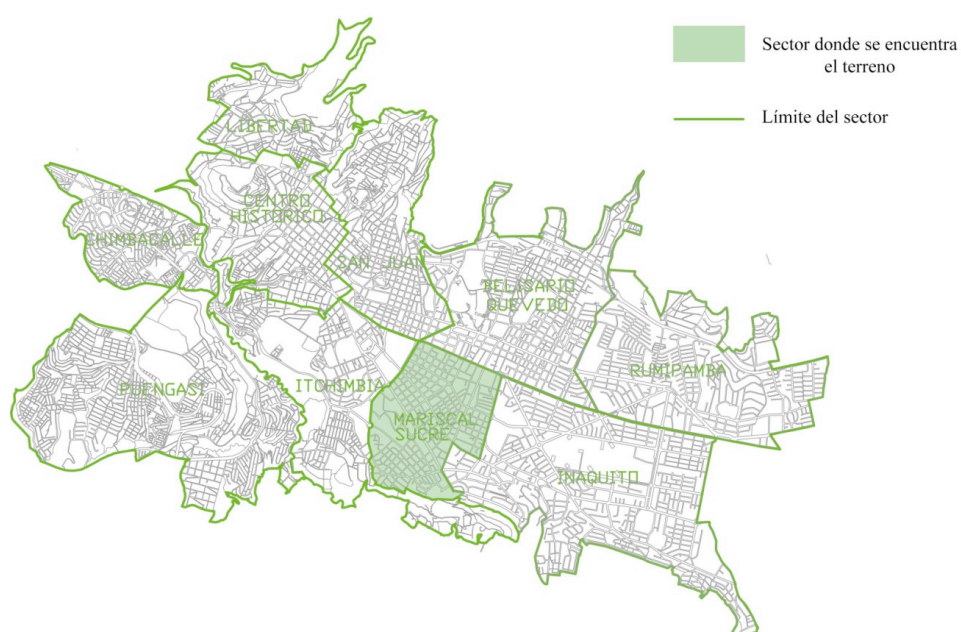 Sector donde se encuentra
el terreno
Límite del sector
LIBERTAD
CENTRO
HISTORICO
CHIMBACALLE
SAN JUAN
BELISARIO
QUEVEDO
PUENGASI
ITCHIMBIA
RUMIPAMBA
MARISCAL
SUCRE
INAQUITO